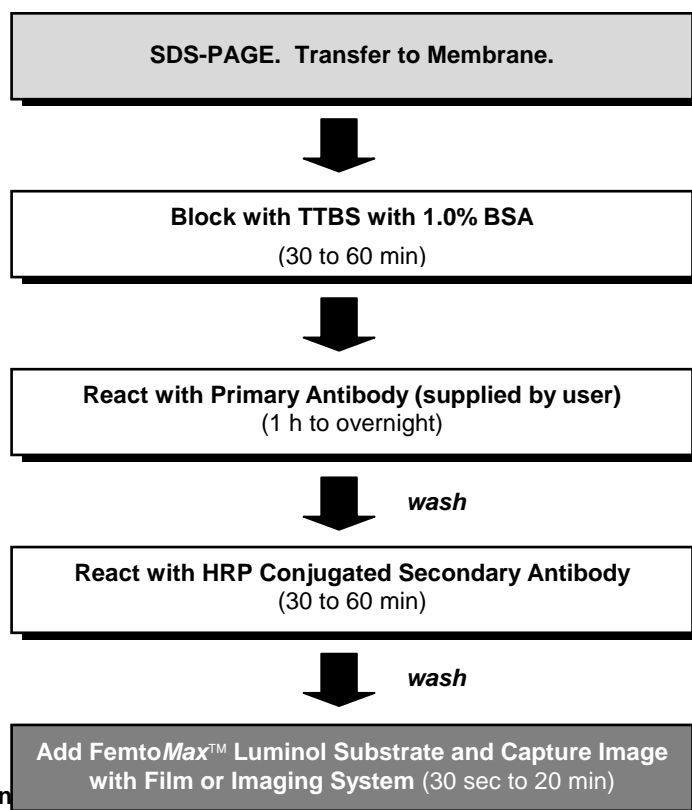 SDS-PAGE.  Transfer to Membrane.
Block with TTBS with 1.0% BSA
(30 to 60 min)
React with Primary Antibody (supplied by user)
(1 h to overnight)
wash
React with HRP Conjugated Secondary Antibody
(30 to 60 min)
wash
Add FemtoMax™ Luminol Substrate and Capture Image
with Film or Imaging System (30 sec to 20 min)
n